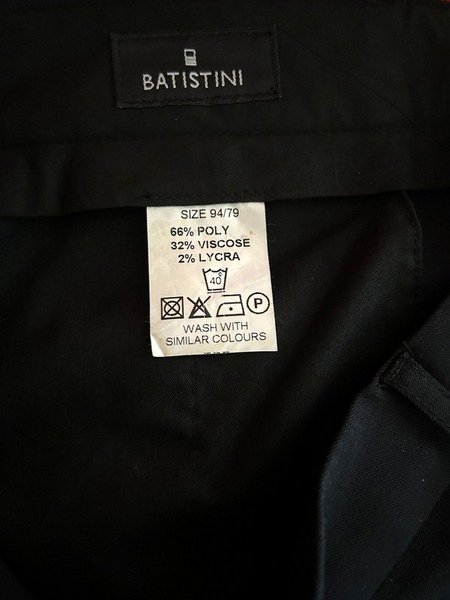 BATISTINI
SIZE 94/79
66% POLY
32% VISCOSE
2% LYCRA
40°
P
WASH WITH
SIMILAR COLOURS